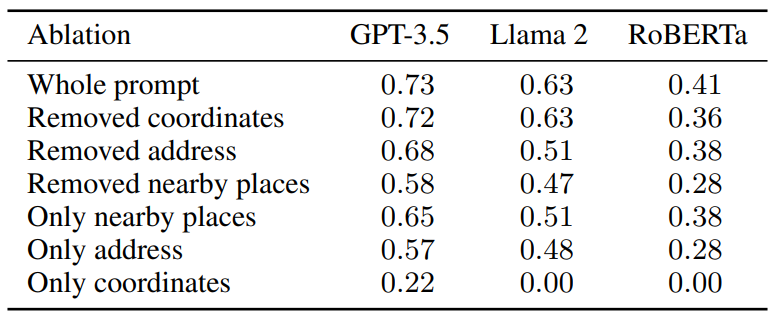 Ablation GPT-3.5 Llama 2 RoBERTa
Whole prompt 0.73 0.63 0.41
Removed coordinates 0.72 0.63 0.36
Removed address 0.68 0.51 0.38
Removed nearby places 0.58 0.47 0.28
Only nearby places 0.65 0.51 0.38
Only address 0.57 0.48 0.28
Only coordinates 0.22 0.00 0.00